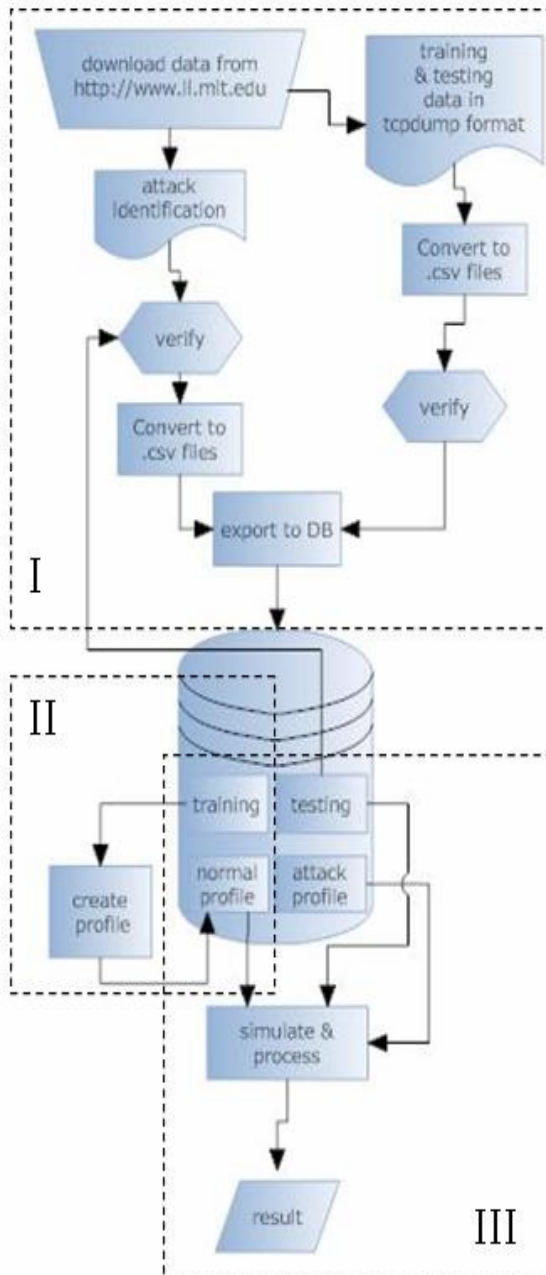 download data from
http://www.ll.mit.edu
training
& testing
data in
tcpdump format
attack
identification
Convert to
.csv files
verify
verify
Convert to
.csv files
export to DB
I
II
training
testing
normal
profile
attack
profile
create
profile
simulate &
process
result
III